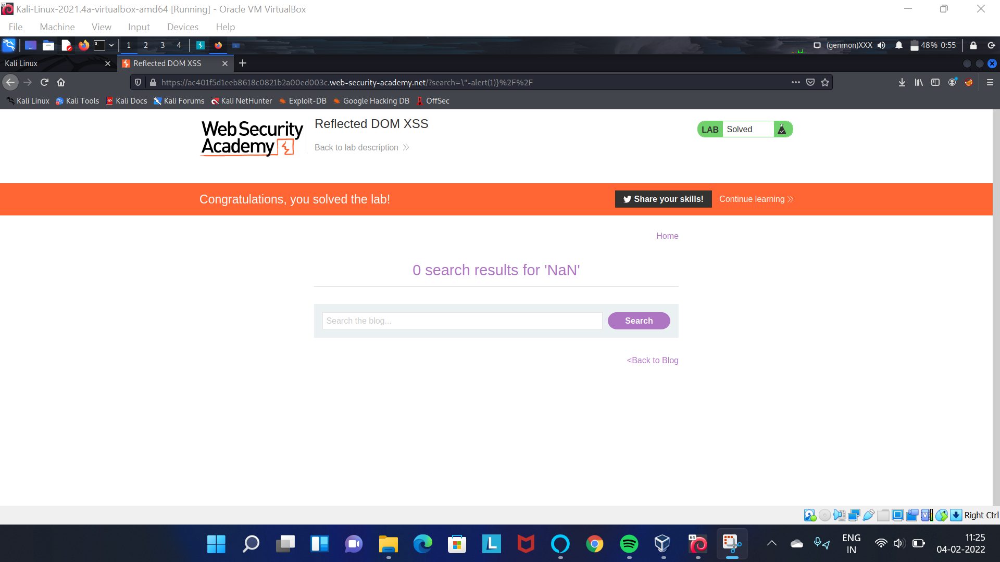 Kali-Linux-2021.4a-virtualbox-amd64 [Running] - Oracle VM VirtualBox
File Machine View Input Devices Help
1 2 3 4 (genmon)XXX 48% 0:55
Kali Linux Reflected DOM XSS
https://ac401f5d1eeb8618c0821b2a00ed003c.web-security-academy.net/?search=\"-alert(1)}%2F%2F
Kali Linux Kali Tools Kali Docs Kali Forums Kali NetHunter Exploit-DB Google Hacking DB OffSec
Web Security
Academy
Reflected DOM XSS
Back to lab description
LAB Solved
Congratulations, you solved the lab!
Share your skills! Continue learning
Home
0 search results for 'NaN'
Search the blog... Search
<Back to Blog
Right Ctrl
64
L
64
ENG
IN
11:25
04-02-2022